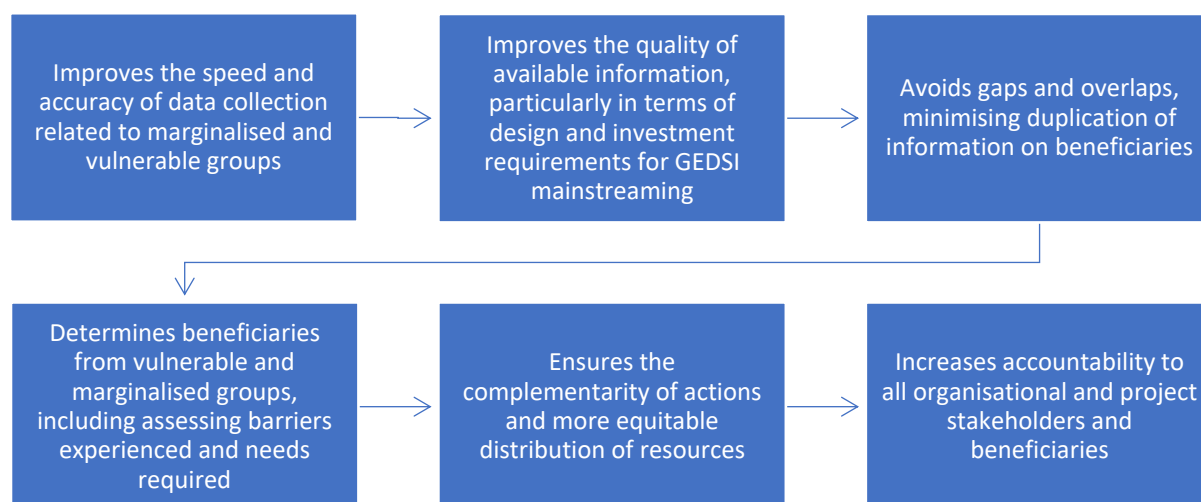 Improves the speed and
accuracy of data collection
related to marginalised and
vulnerable groups
Improves the quality of
available information,
particularly in terms of
design and investment
requirements for GEDSI
mainstreaming
Avoids gaps and overlaps,
minimising duplication of
information on beneficiaries
Determines beneficiaries
from vulnerable and
marginalised groups,
including assessing barriers
experienced and needs
required
Ensures the
complementarity of actions
and more equitable
distribution of resources
Increases accountability to
all organisational and project
stakeholders and
beneficiaries